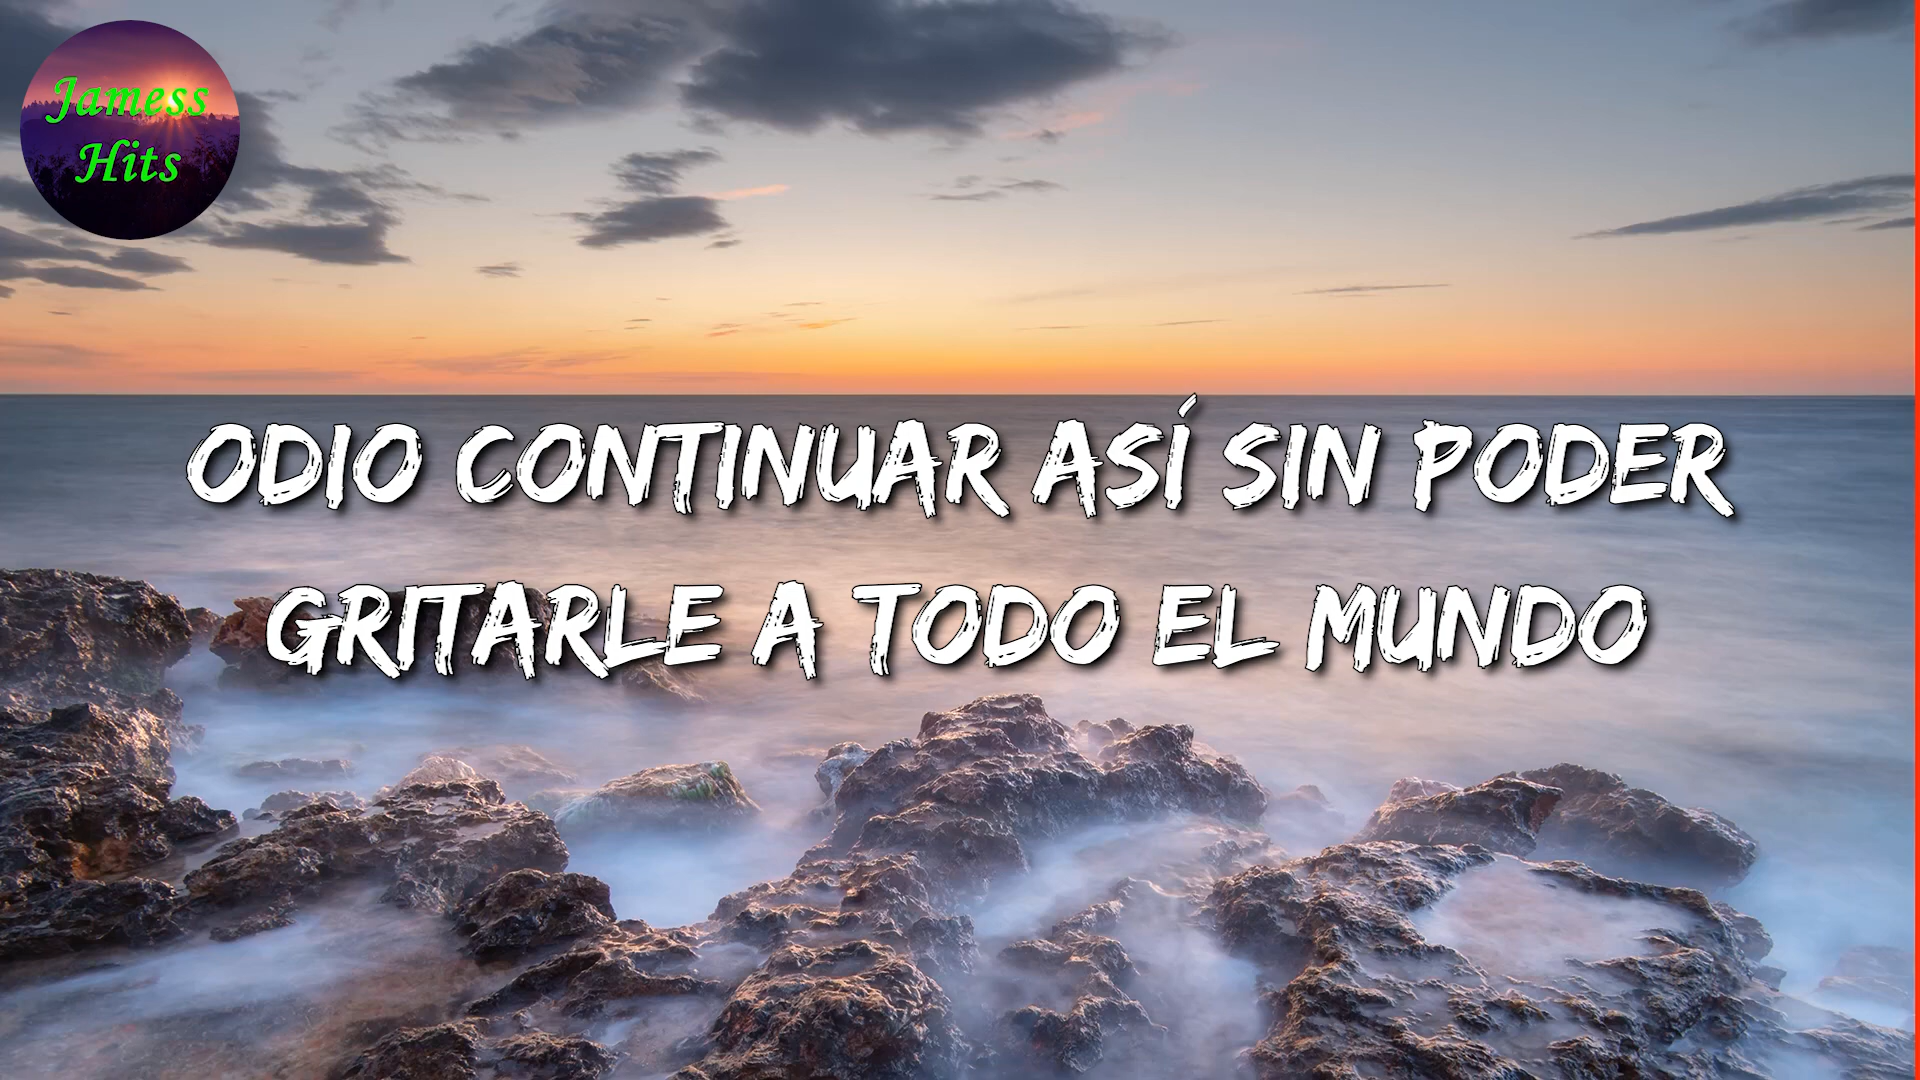 Jamess
Hits
ODIO CONTINUAR ASÍ SIN PODER
GRITARLE A TODO EL MUNDO